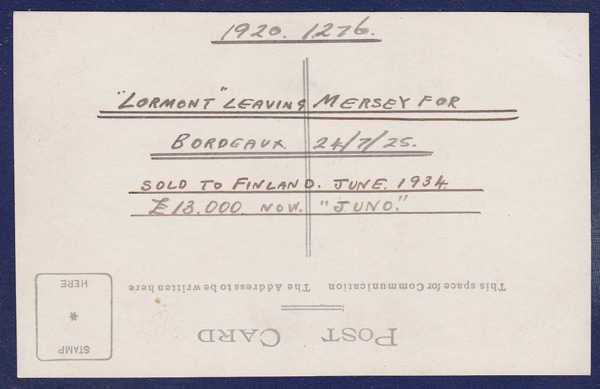 1920. 1276.
"LORMONT" LEAVING MERSEY FOR
BORDEAUX 24/7/25.
SOLD TO FINLAND. JUNE. 1934
£13.000 NOW. "JUNO."
This space for Communication The Address to be written here
POST CARD
STAMP
HERE